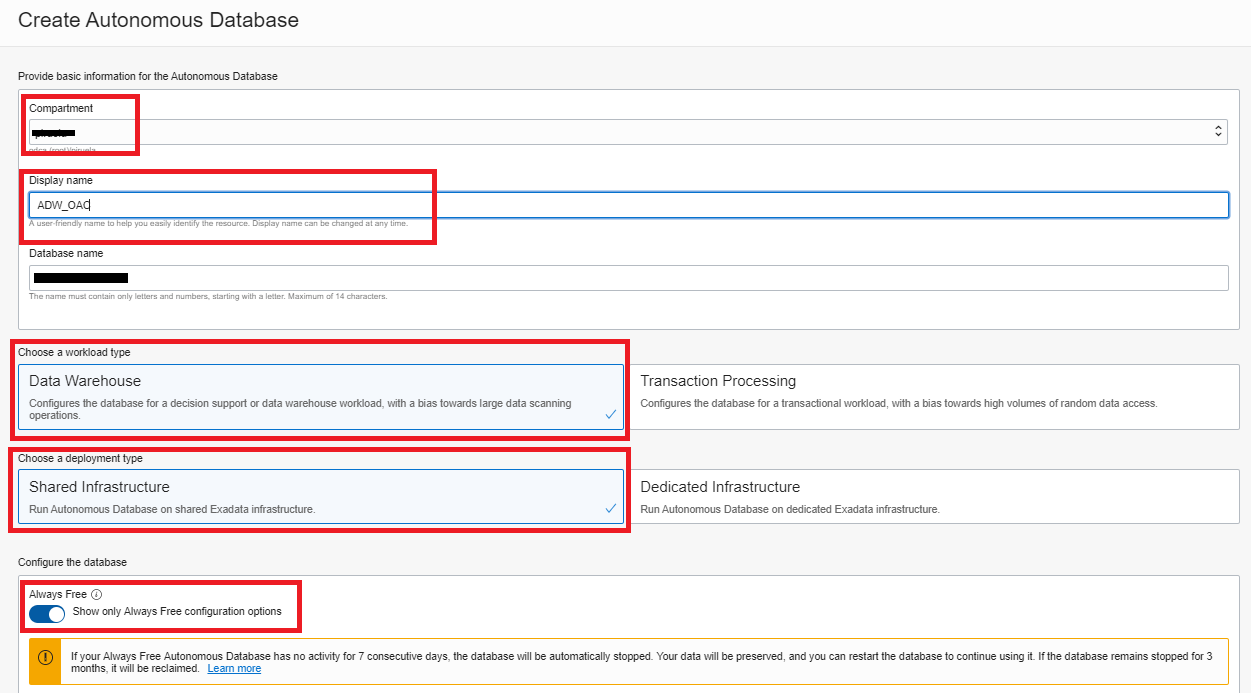 Create Autonomous Database
Provide basic information for the Autonomous Database
Compartment
Display name
ADW_OAC
A user-friendly name to help you easily identify the resource. Display name can be changed at any time.
Database name
The name must contain only letters and numbers, starting with a letter. Maximum of 14 characters.
Choose a workload type
Data Warehouse
Configures the database for a decision support or data warehouse workload, with a bias towards large data scanning
operations.
Transaction Processing
Configures the database for a transactional workload, with a bias towards high volumes of random data access.
Choose a deployment type
Shared Infrastructure
Run Autonomous Database on shared Exadata infrastructure.
Dedicated Infrastructure
Run Autonomous Database on dedicated Exadata infrastructure.
Configure the database
Always Free
Show only Always Free configuration options
If your Always Free Autonomous Database has no activity for 7 consecutive days, the database will be automatically stopped. Your data will be preserved, and you can restart the database to continue using it. If the database remains stopped for 3
months, it will be reclaimed. Learn more